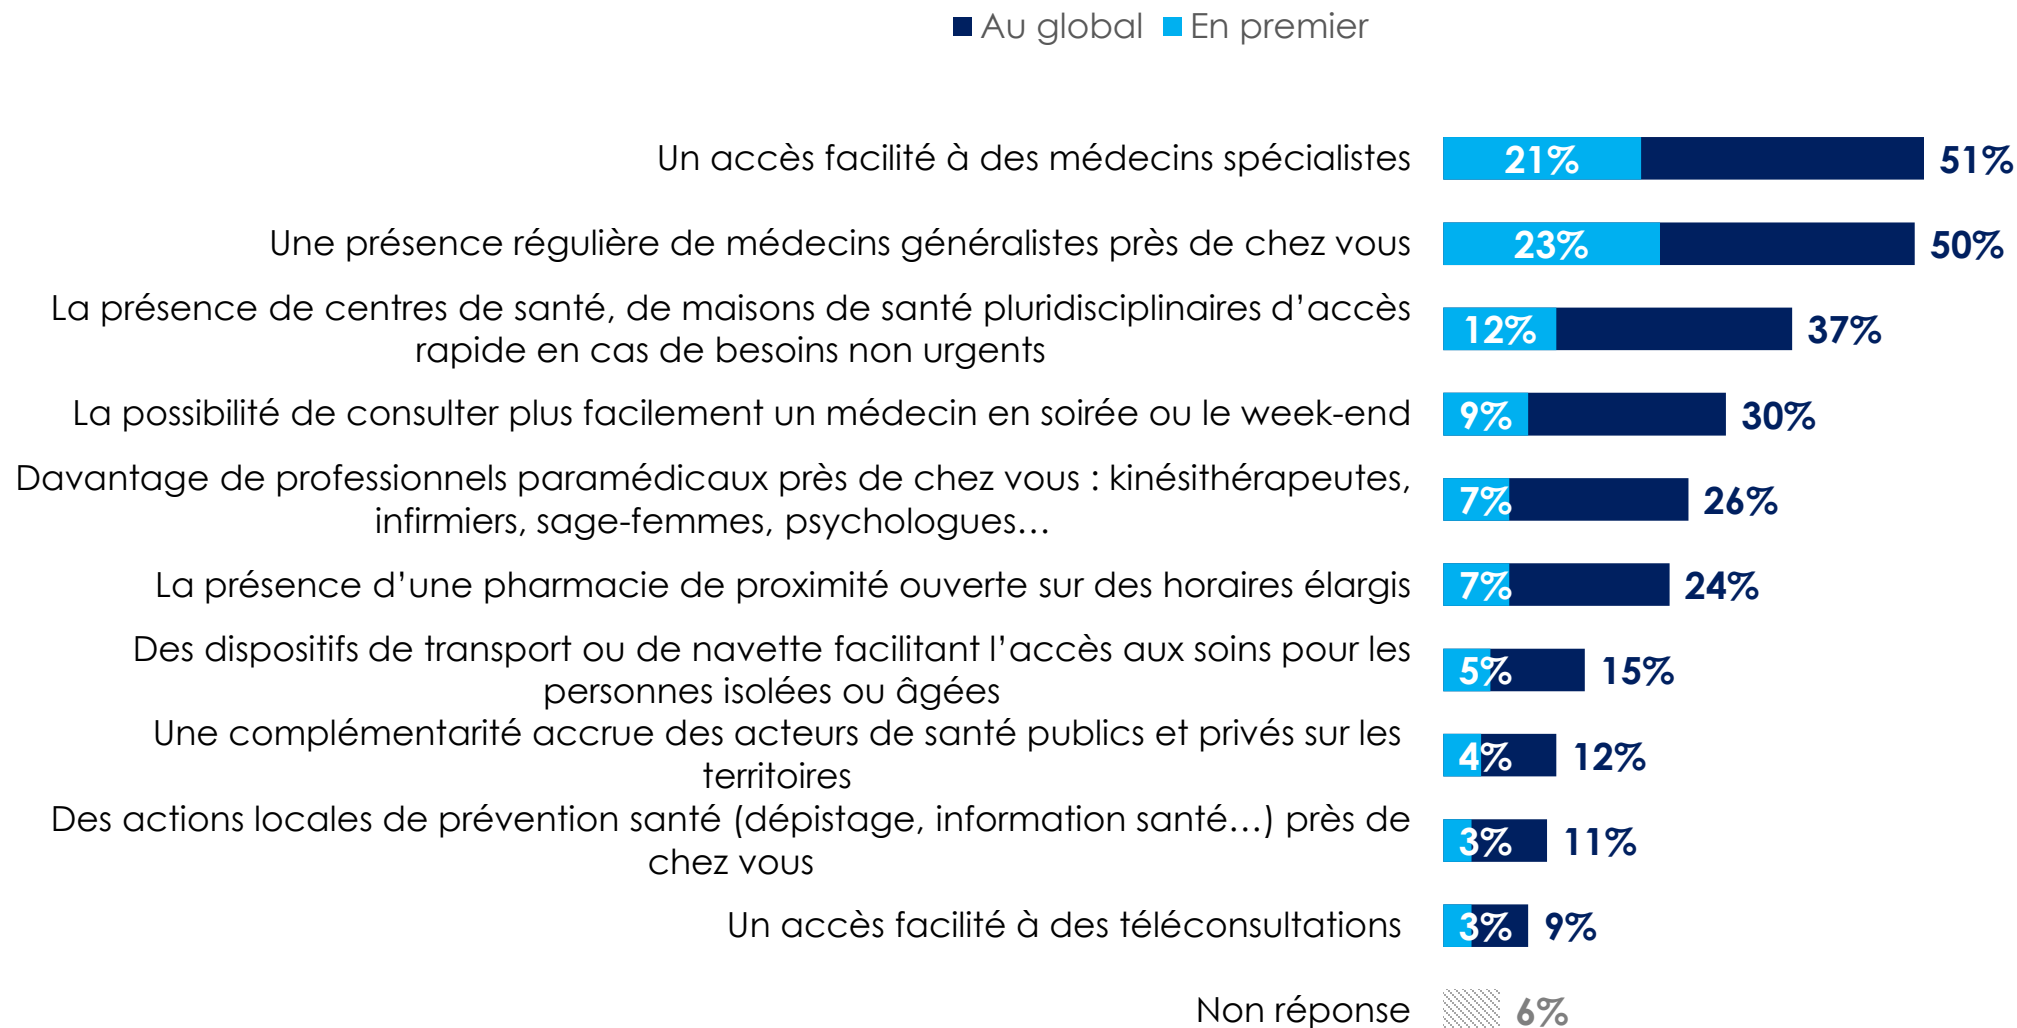 Au global En premier
Un accès facilité à des médecins spécialistes 21% 51%
Une présence régulière de médecins généralistes près de chez vous 23% 50%
La présence de centres de santé, de maisons de santé pluridisciplinaires d’accès
rapide en cas de besoins non urgents
12% 37%
La possibilité de consulter plus facilement un médecin en soirée ou le week-end 9% 30%
Davantage de professionnels paramédicaux près de chez vous : kinésithérapeutes,
infirmiers, sage-femmes, psychologues…
7% 26%
La présence d’une pharmacie de proximité ouverte sur des horaires élargis 7% 24%
Des dispositifs de transport ou de navette facilitant l’accès aux soins pour les
personnes isolées ou âgées
5% 15%
Une complémentarité accrue des acteurs de santé publics et privés sur les
territoires
4% 12%
Des actions locales de prévention santé (dépistage, information santé…) près de
chez vous
3% 11%
Un accès facilité à des téléconsultations 3% 9%
Non réponse 6%